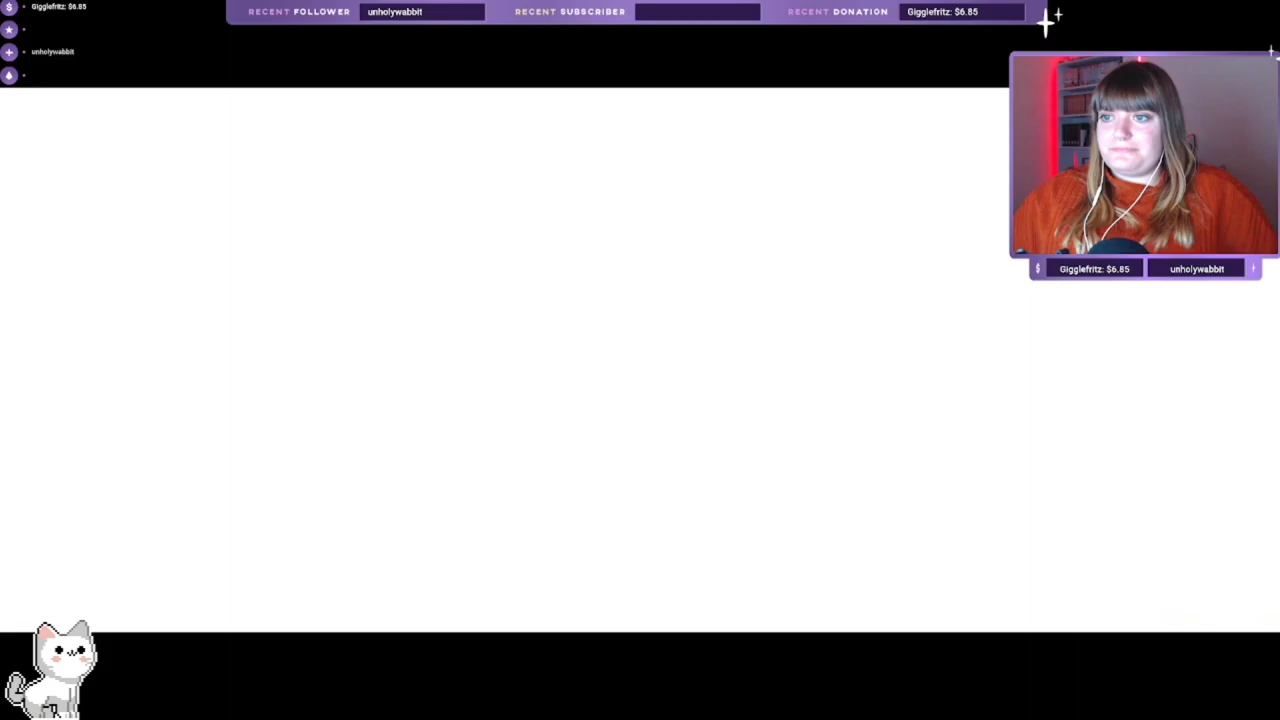 Gigglefritz: $6.85
unholywabbit
RECENT FOLLOWER unholywabbit RECENT SUBSCRIBER RECENT DONATION Gigglefritz: $6.85
$ Gigglefritz: $6.85 unholywabbit